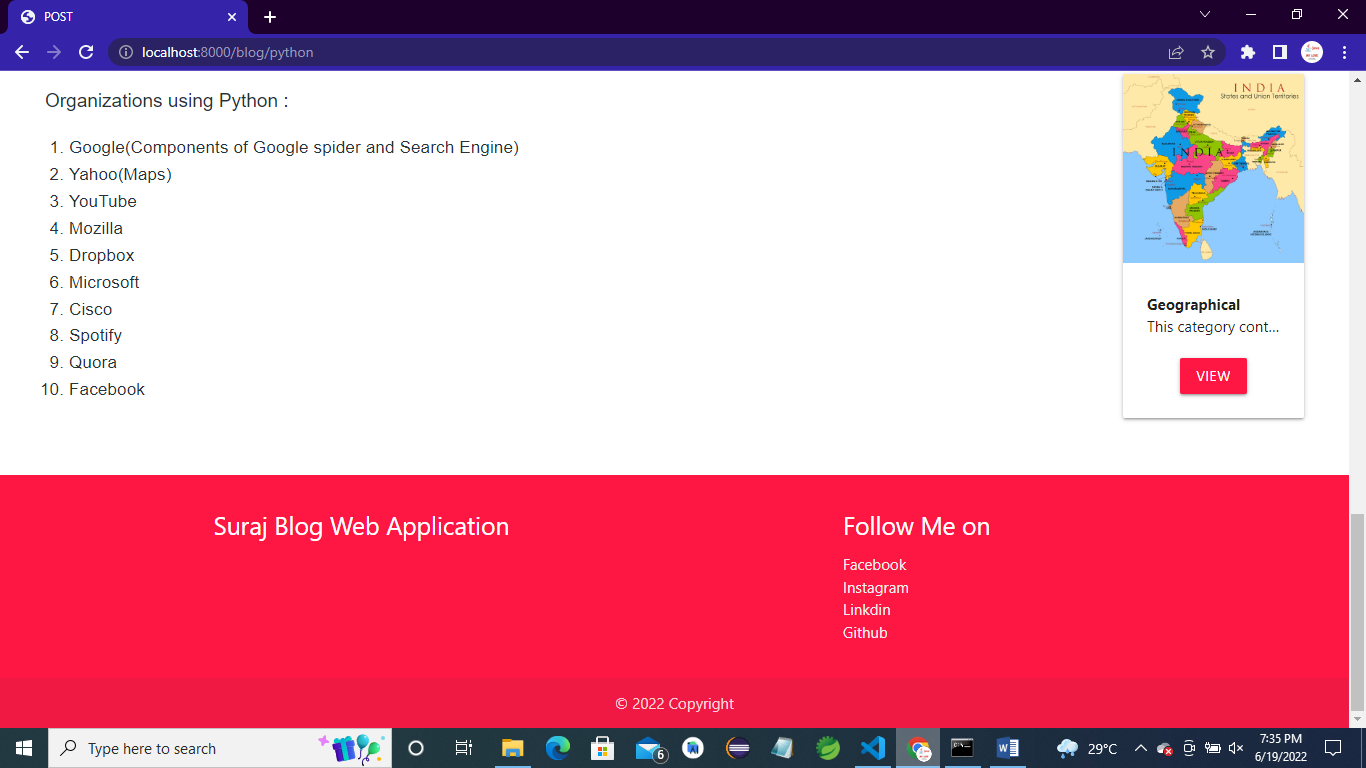 POST
localhost:8000/blog/python
Organizations using Python :
1. Google(Components of Google spider and Search Engine)
2. Yahoo(Maps)
3. YouTube
4. Mozilla
5. Dropbox
6. Microsoft
7. Cisco
8. Spotify
9. Quora
10. Facebook
INDIA
States and Union Territories
INDIA
Geographical
This category cont...
VIEW
Suraj Blog Web Application
Follow Me on
Facebook
Instagram
Linkdin
Github
© 2022 Copyright
Type here to search
6
29°C
7:35 PM
6/19/2022